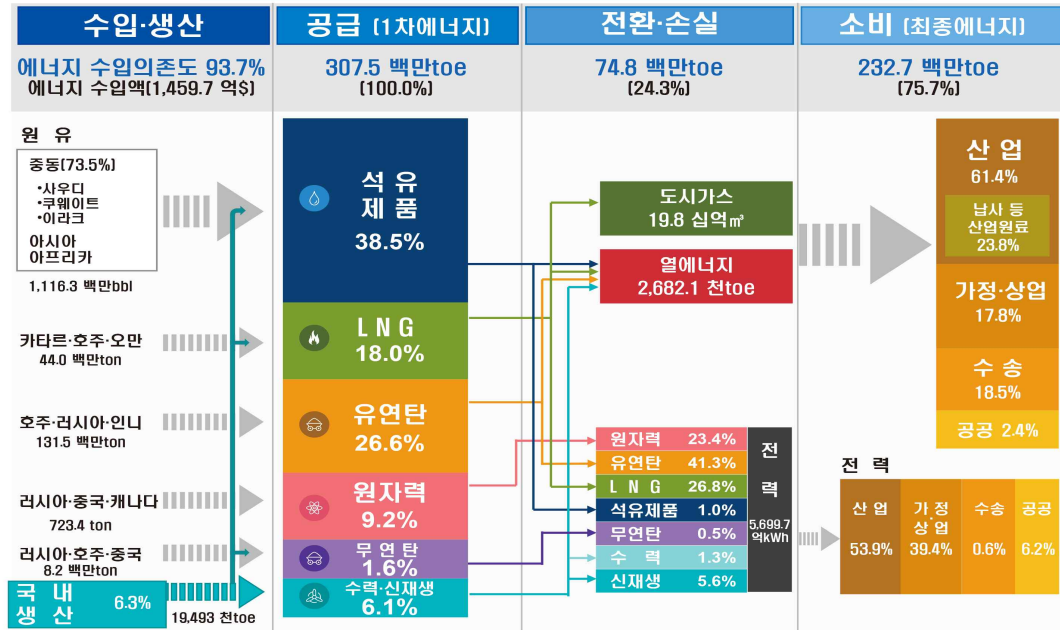 수입·생산
공급 (1차에너지)
전환·손실
소비 (최종에너지)
에너지 수입의존도 93.7%
에너지 수입액(1,459.7 억$)
307.5 백만toe
(100.0%)
74.8 백만toe
(24.3%)
232.7 백만toe
(75.7%)
원 유
중동(73.5%)
•사우디
•쿠웨이트
•이라크
아시아
아프리카
1,116.3 백만bbl
카타르·호주·오만
44.0 백만ton
호주·러시아·인니
131.5 백만ton
러시아·중국·캐나다
723.4 ton
러시아·호주·중국
8.2 백만ton
국 내
생 산
6.3%
19,493 천toe
석 유
제 품
38.5%
L N G
18.0%
유연탄
26.6%
원자력
9.2%
무 연 탄
1.6%
수력·신재생
6.1%
도시가스
19.8 십억㎥
열에너지
2,682.1 천toe
원자력 23.4%
유연탄 41.3%
L N G 26.8%
석유제품 1.0%
무연탄 0.5%
수 력 1.3%
신재생 5.6%
전
력
5,699.7
억kWh
산 업
61.4%
납사 등
산업원료
23.8%
가정·상업
17.8%
수 송
18.5%
공공 2.4%
전 력
산 업
53.9%
가 정
·
상 업
39.4%
수송
0.6%
공공
6.2%